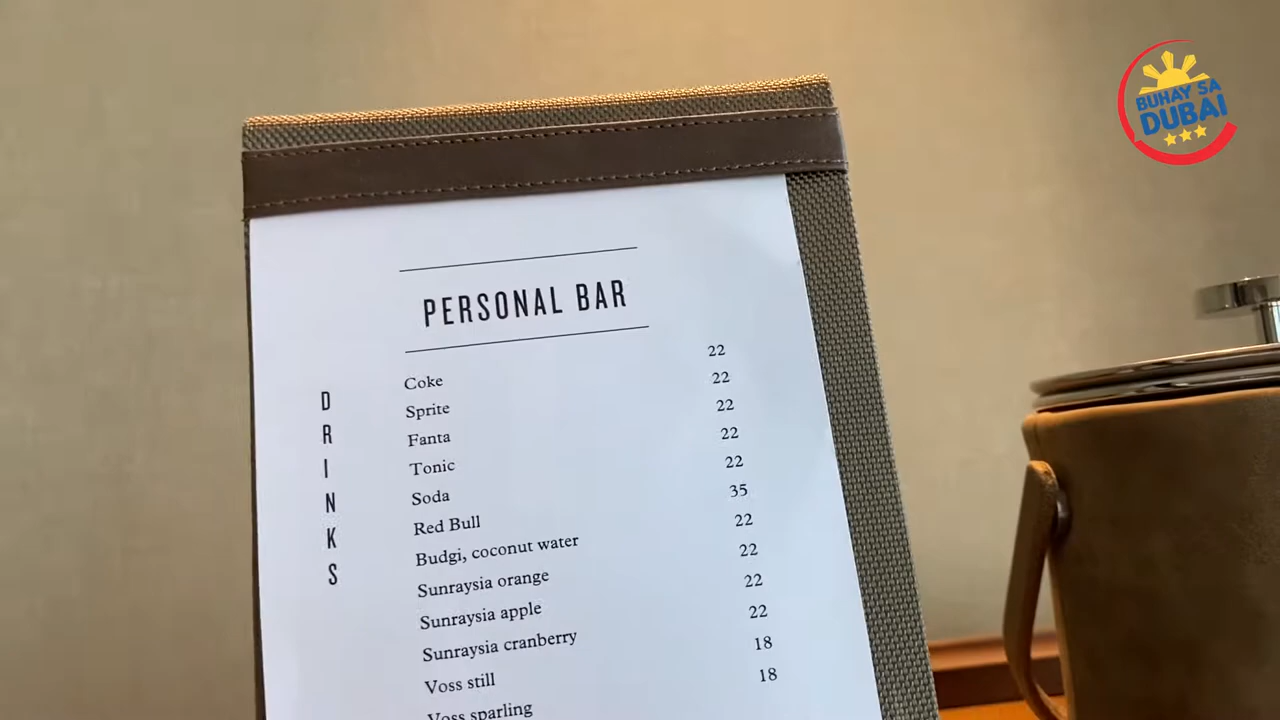 BUHAY SA
DUBAI
PERSONAL BAR
DRINKS
Coke 22
Sprite 22
Fanta 22
Tonic 22
Soda 22
Red Bull 35
Budgi, coconut water 22
Sunraysia orange 22
Sunraysia apple 22
Sunraysia cranberry 22
Voss still 18
Voss sparling 18